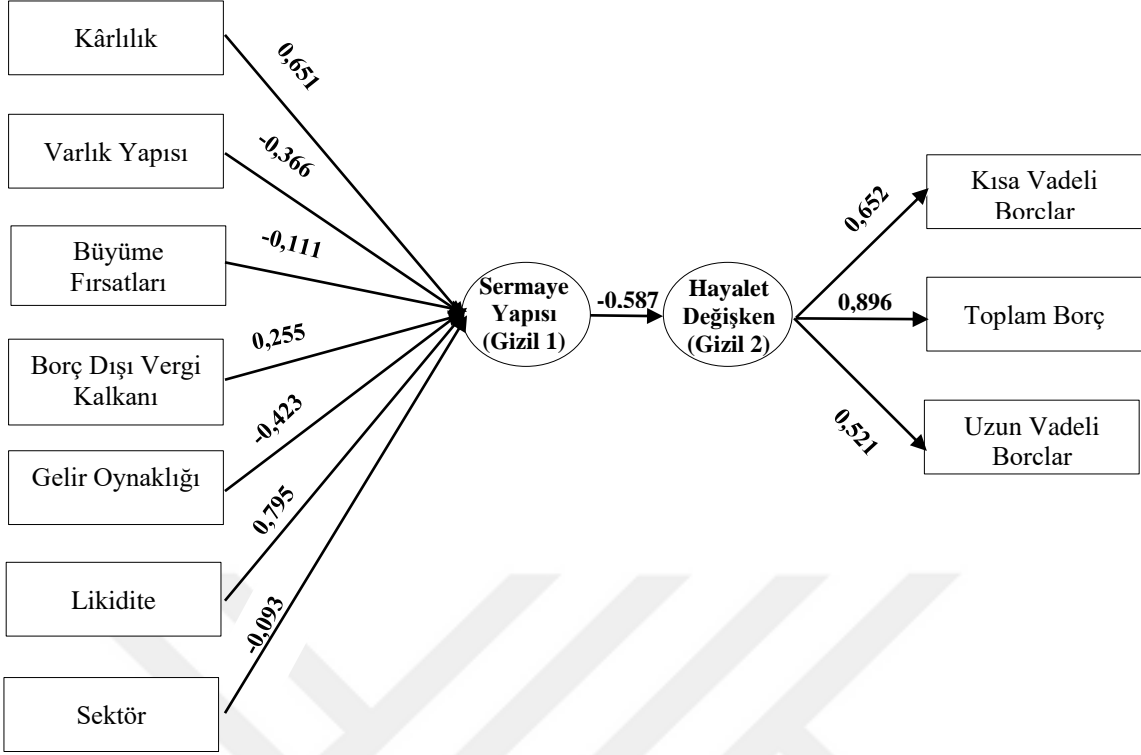 Kârlılık
0,651
Varlık Yapısı
-0,366
Büyüme
Fırsatları
-0,111
Borç Dışı Vergi
Kalkanı
0,255
Gelir Oynaklığı
-0,423
Likidite
0,795
Sektör
-0,093
Sermaye
Yapısı
(Gizil 1)
-0.587
Hayalet
Değişken
(Gizil 2)
0,652
Kısa Vadeli
Borçlar
0,896
Toplam Borç
0,521
Uzun Vadeli
Borçlar